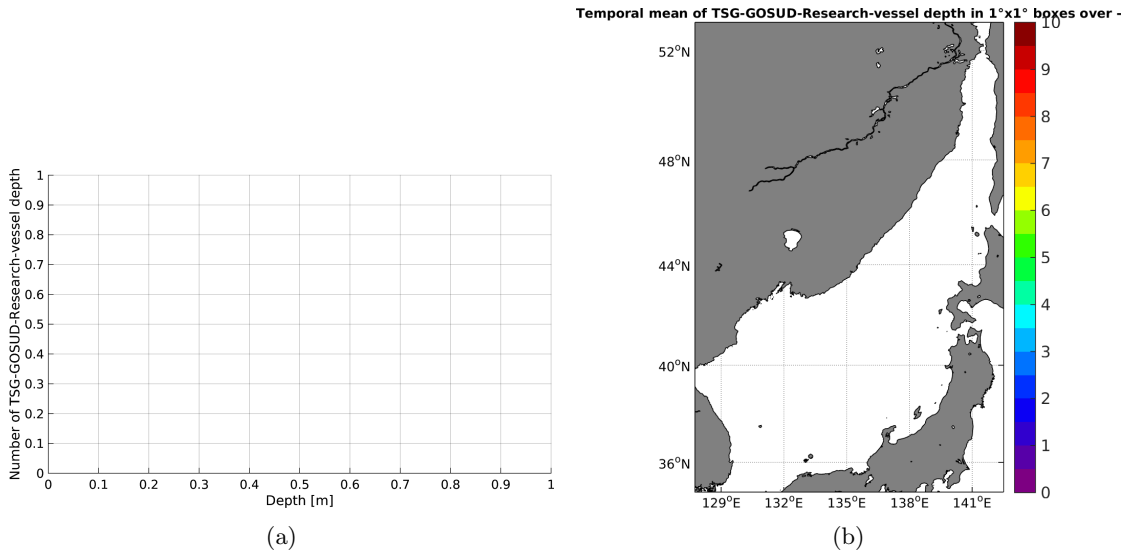 Temporal mean of TSG-GOSUD-Research-vessel depth in 1°x1° boxes over -
Number of TSG-GOSUD-Research-vessel depth
1
0.9
0.8
0.7
0.6
0.5
0.4
0.3
0.2
0.1
0
0 0.1 0.2 0.3 0.4 0.5 0.6 0.7 0.8 0.9 1
Depth [m]
(a)
52°N
48°N
44°N
40°N
36°N
129°E 132°E 135°E 138°E 141°E
10
9
8
7
6
5
4
3
2
1
0
(b)